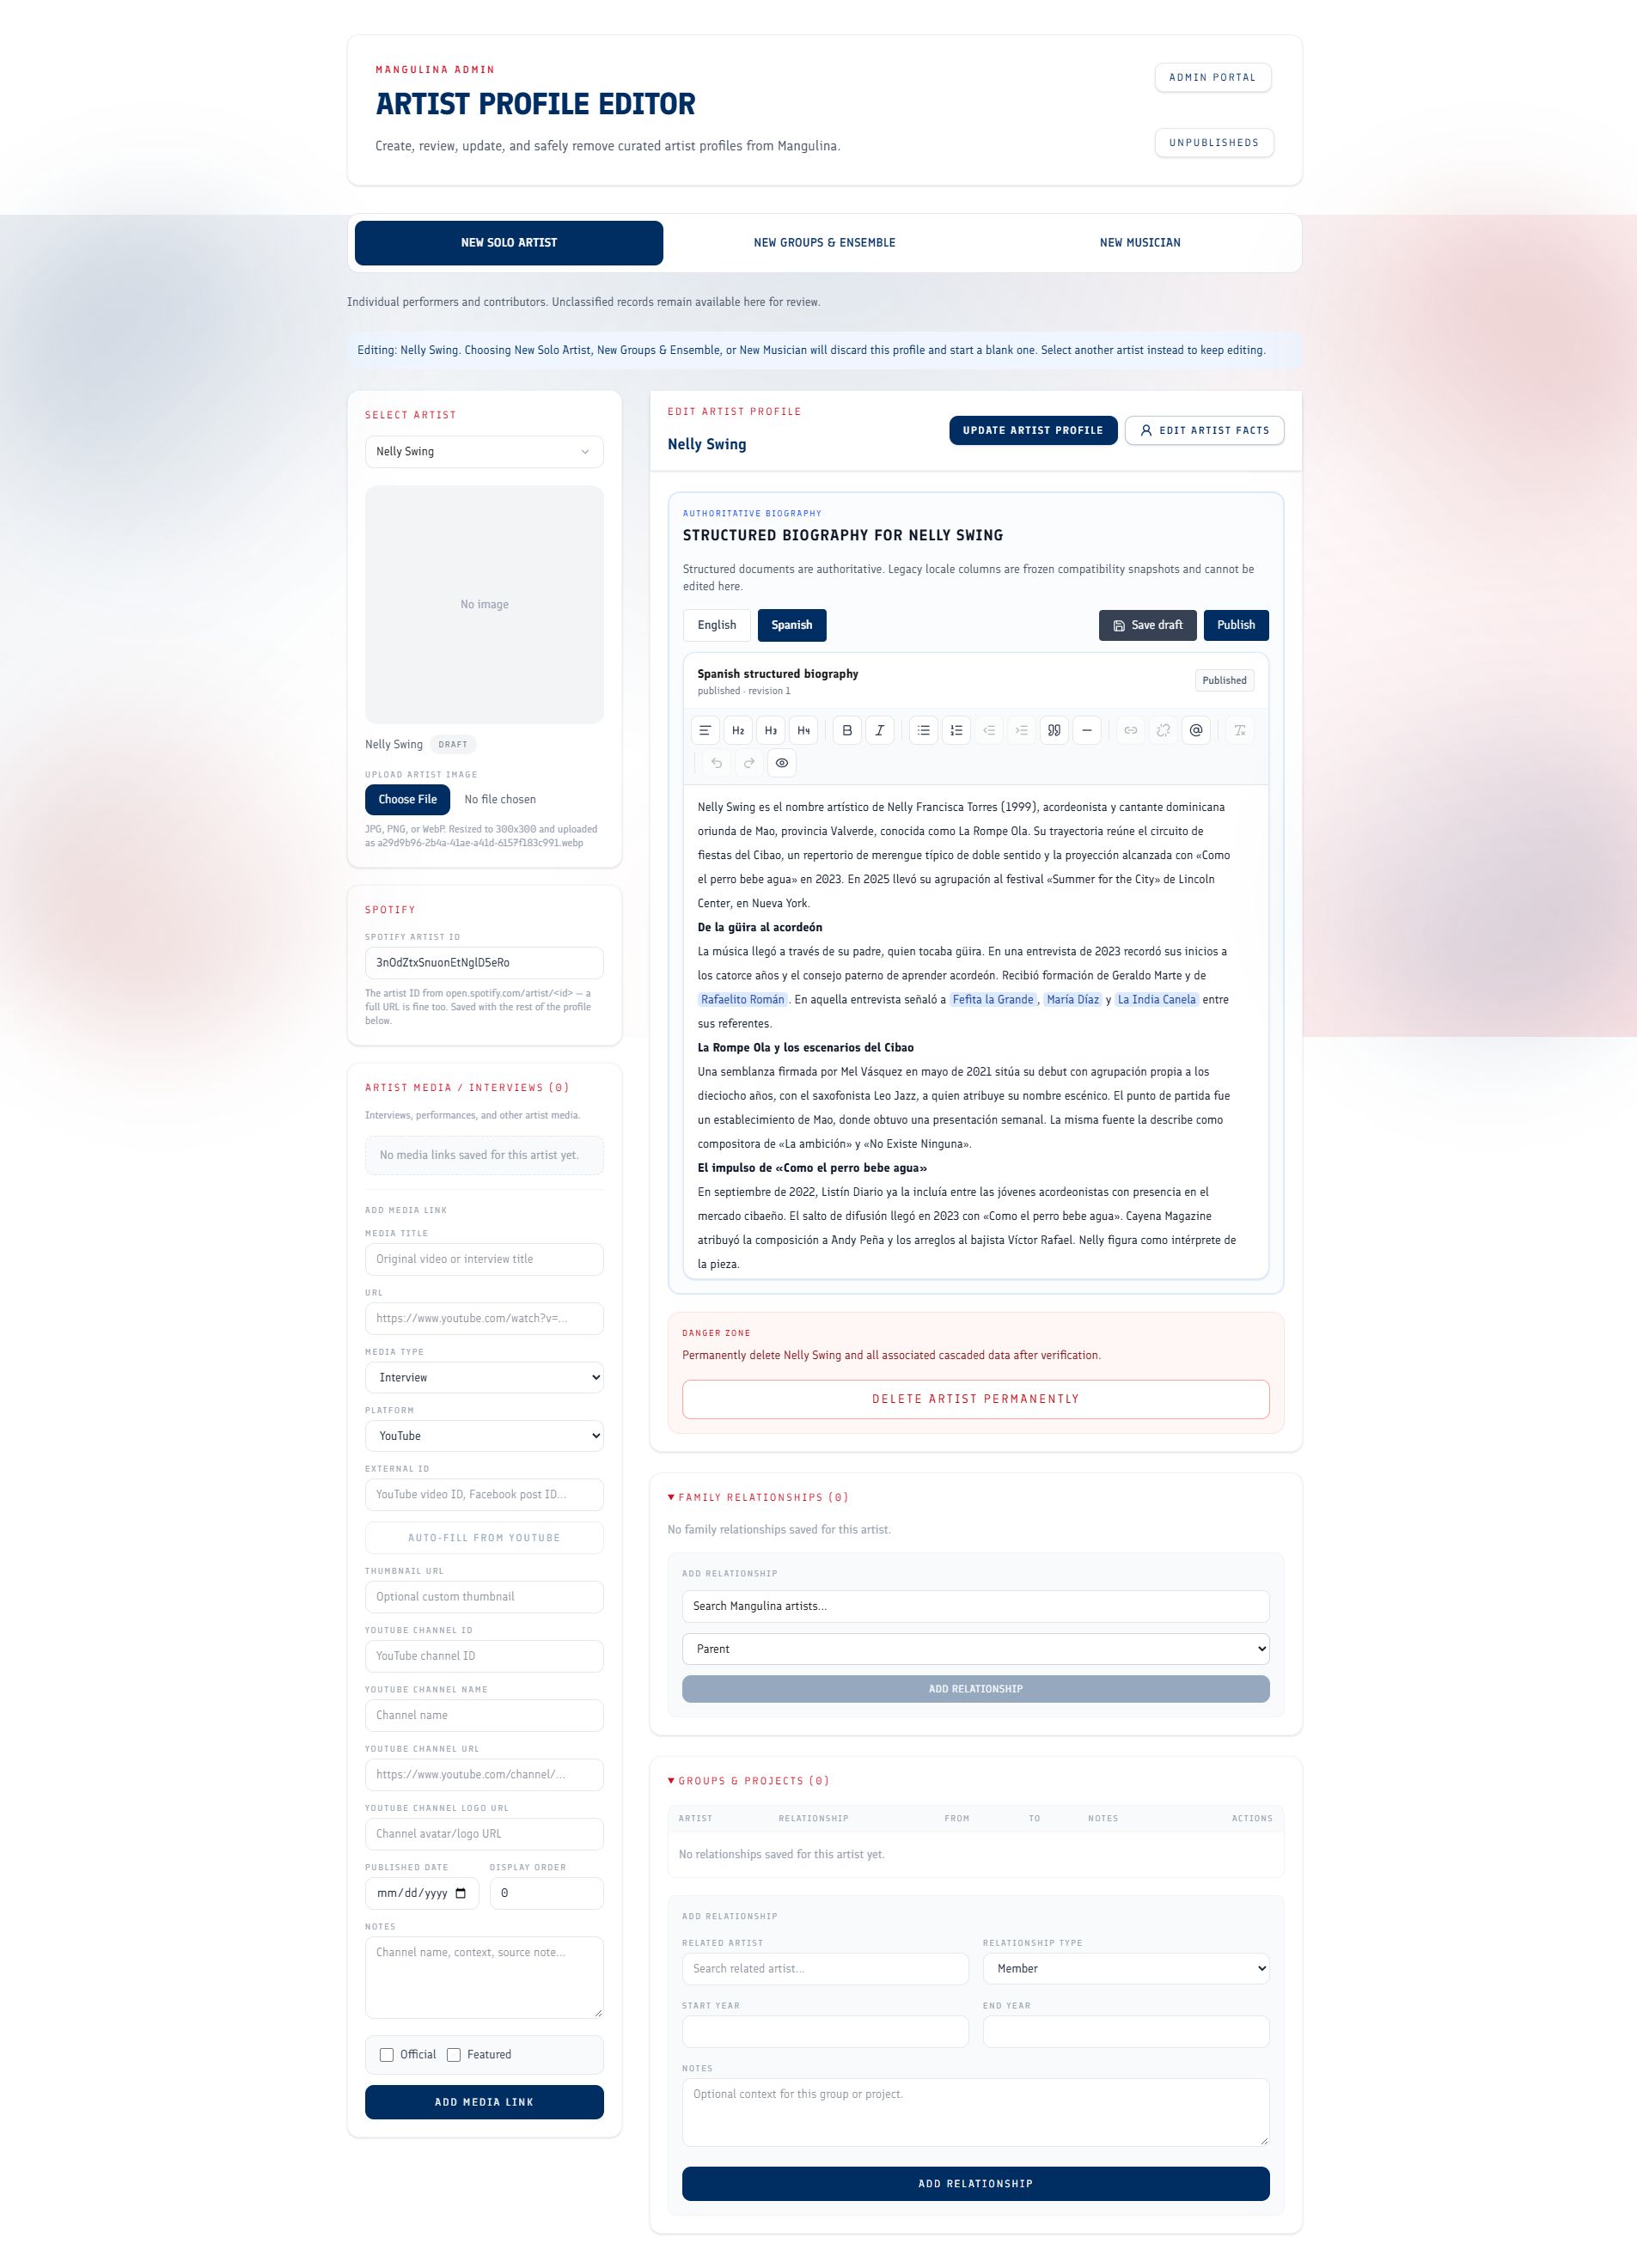 MANGULINA ADMIN
ARTIST PROFILE EDITOR
Create, review, update, and safely remove curated artist profiles from Mangulina.
ADMIN PORTAL
UNPUBLISHEDS
NEW SOLO ARTIST
NEW GROUPS & ENSEMBLE
NEW MUSICIAN
Individual performers and contributors. Unclassified records remain available here for review.
Editing: Nelly Swing. Choosing New Solo Artist, New Groups & Ensemble, or New Musician will discard this profile and start a blank one. Select another artist instead to keep editing.
SELECT ARTIST
Nelly Swing
No image
Nelly Swing DRAFT
UPLOAD ARTIST IMAGE
Choose File No file chosen
JPG, PNG, or WebP. Resized to 300x300 and uploaded
as a29d9b96-2b4a-41ae-a41d-6157f183c991.webp
SPOTIFY
SPOTIFY ARTIST ID
3nOdZtxSnuonEtNglD5eRo
The artist ID from open.spotify.com/artist/<id> — a
full URL is fine too. Saved with the rest of the profile
below.
ARTIST MEDIA / INTERVIEWS (0)
Interviews, performances, and other artist media.
No media links saved for this artist yet.
ADD MEDIA LINK
MEDIA TITLE
Original video or interview title
URL
https://www.youtube.com/watch?v=...
MEDIA TYPE
Interview
PLATFORM
YouTube
EXTERNAL ID
YouTube video ID, Facebook post ID...
AUTO-FILL FROM YOUTUBE
THUMBNAIL URL
Optional custom thumbnail
YOUTUBE CHANNEL ID
YouTube channel ID
YOUTUBE CHANNEL NAME
Channel name
YOUTUBE CHANNEL URL
https://www.youtube.com/channel/...
YOUTUBE CHANNEL LOGO URL
Channel avatar/logo URL
PUBLISHED DATE
DISPLAY ORDER
mm/dd/yyyy
0
NOTES
Channel name, context, source note...
Official Featured
ADD MEDIA LINK
EDIT ARTIST PROFILE
Nelly Swing
UPDATE ARTIST PROFILE
EDIT ARTIST FACTS
AUTHORITATIVE BIOGRAPHY
STRUCTURED BIOGRAPHY FOR NELLY SWING
Structured documents are authoritative. Legacy locale columns are frozen compatibility snapshots and cannot be
edited here.
English
Spanish
Save draft
Publish
Spanish structured biography
published · revision 1
Published
H2 H3 H4 B I
Nelly Swing es el nombre artístico de Nelly Francisca Torres (1999), acordeonista y cantante dominicana
oriunda de Mao, provincia Valverde, conocida como La Rompe Ola. Su trayectoria reúne el circuito de
fiestas del Cibao, un repertorio de merengue típico de doble sentido y la proyección alcanzada con «Como
el perro bebe agua» en 2023. En 2025 llevó su agrupación al festival «Summer for the City» de Lincoln
Center, en Nueva York.
De la güira al acordeón
La música llegó a través de su padre, quien tocaba güira. En una entrevista de 2023 recordó sus inicios a
los catorce años y el consejo paterno de aprender acordeón. Recibió formación de Geraldo Marte y de
Rafaelito Román. En aquella entrevista señaló a Fefita la Grande, María Díaz y La India Canela entre
sus referentes.
La Rompe Ola y los escenarios del Cibao
Una semblanza firmada por Mel Vásquez en mayo de 2021 sitúa su debut con agrupación propia a los
dieciocho años, con el saxofonista Leo Jazz, a quien atribuye su nombre escénico. El punto de partida fue
un establecimiento de Mao, donde obtuvo una presentación semanal. La misma fuente la describe como
compositora de «La ambición» y «No Existe Ninguna».
El impulso de «Como el perro bebe agua»
En septiembre de 2022, Listín Diario ya la incluía entre las jóvenes acordeonistas con presencia en el
mercado cibaeño. El salto de difusión llegó en 2023 con «Como el perro bebe agua». Cayena Magazine
atribuyó la composición a Andy Peña y los arreglos al bajista Víctor Rafael. Nelly figura como intérprete de
la pieza.
DANGER ZONE
Permanently delete Nelly Swing and all associated cascaded data after verification.
DELETE ARTIST PERMANENTLY
FAMILY RELATIONSHIPS (0)
No family relationships saved for this artist.
ADD RELATIONSHIP
Search Mangulina artists...
Parent
ADD RELATIONSHIP
GROUPS & PROJECTS (0)
ARTIST RELATIONSHIP FROM TO NOTES ACTIONS
No relationships saved for this artist yet.
ADD RELATIONSHIP
RELATED ARTIST
RELATIONSHIP TYPE
Search related artist...
Member
START YEAR
END YEAR
NOTES
Optional context for this group or project.
ADD RELATIONSHIP